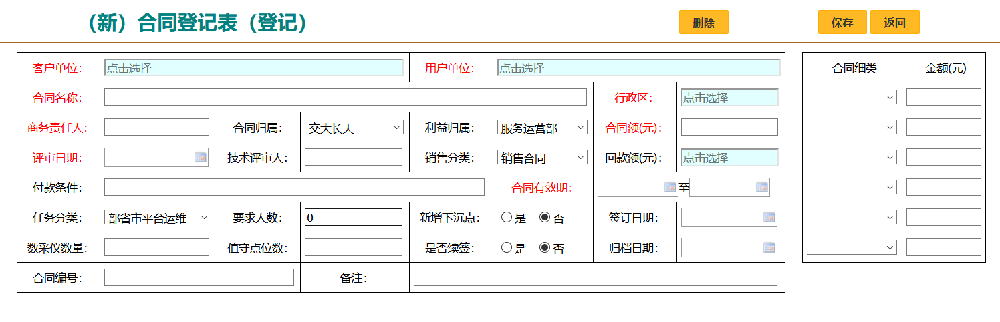 （新）合同登记表（登记） 删除 保存 返回
客户单位： 点击选择 用户单位： 点击选择 合同细类 金额(元)
合同名称： 行政区： 点击选择
商务责任人： 合同归属： 交大长天 利益归属： 服务运营部 合同额(元)：
评审日期： 技术评审人： 销售分类： 销售合同 回款额(元)： 点击选择
付款条件： 合同有效期： 至
任务分类： 部省市平台运维 要求人数： 0 新增下沉点： 是 否 签订日期：
数采仪数量： 值守点位数： 是否续签： 是 否 归档日期：
合同编号： 备注：